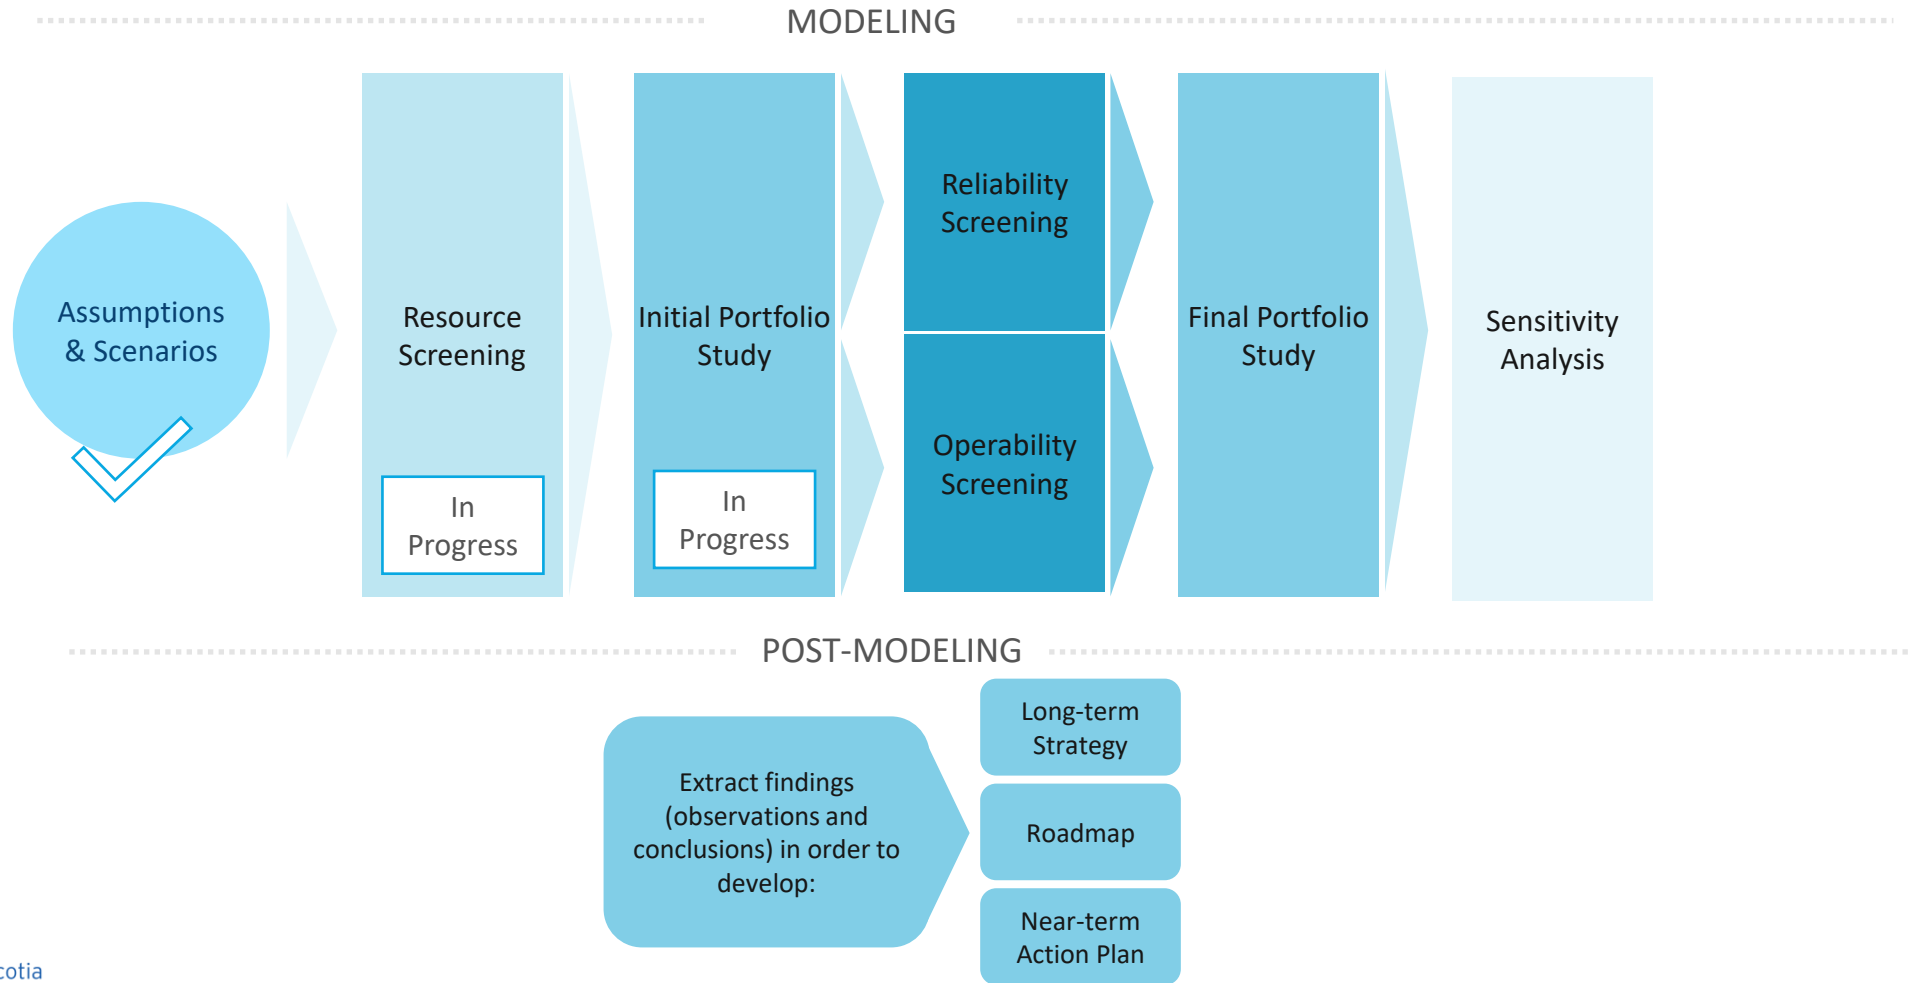 MODELING
Assumptions
& Scenarios
Resource
Screening
In
Progress
Initial Portfolio
Study
In
Progress
Reliability
Screening
Operability
Screening
Final Portfolio
Study
Sensitivity
Analysis
POST-MODELING
Extract findings
(observations and
conclusions) in order to
develop:
Long-term
Strategy
Roadmap
Near-term
Action Plan
cotia